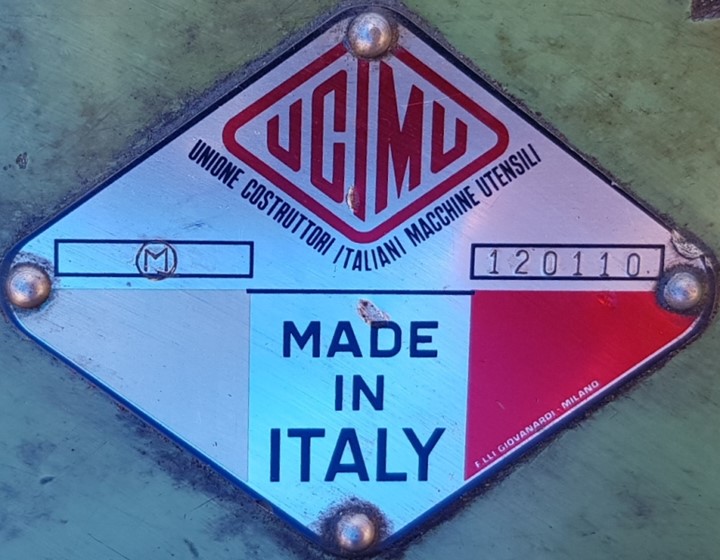 UCIMU
UNIONE COSTRUTTORI ITALIANI MACCHINE UTENSILI
M
120110
MADE
IN
ITALY
F.LLI GIOVANARDI - MILANO